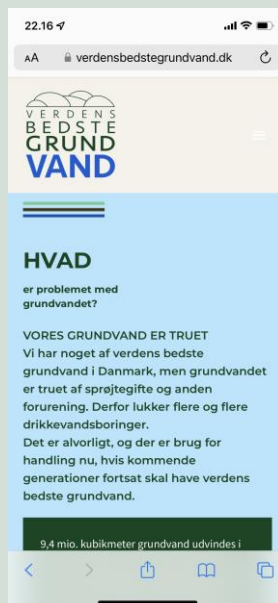 22.16
AA verdensbedstegrundvand.dk
VERDENS
BEDSTE
GRUND
VAND
HVAD
er problemet med
grundvandet?
VORES GRUNDVAND ER TRUET
Vi har noget af verdens bedste
grundvand i Danmark, men grundvandet
er truet af sprøjtegifte og anden
forurening. Derfor lukker flere og flere
drikkevandsboringer.
Det er alvorligt, og der er brug for
handling nu, hvis kommende
generationer fortsat skal have verdens
bedste grundvand.
9,4 mio. kubikmeter grundvand udvindes i